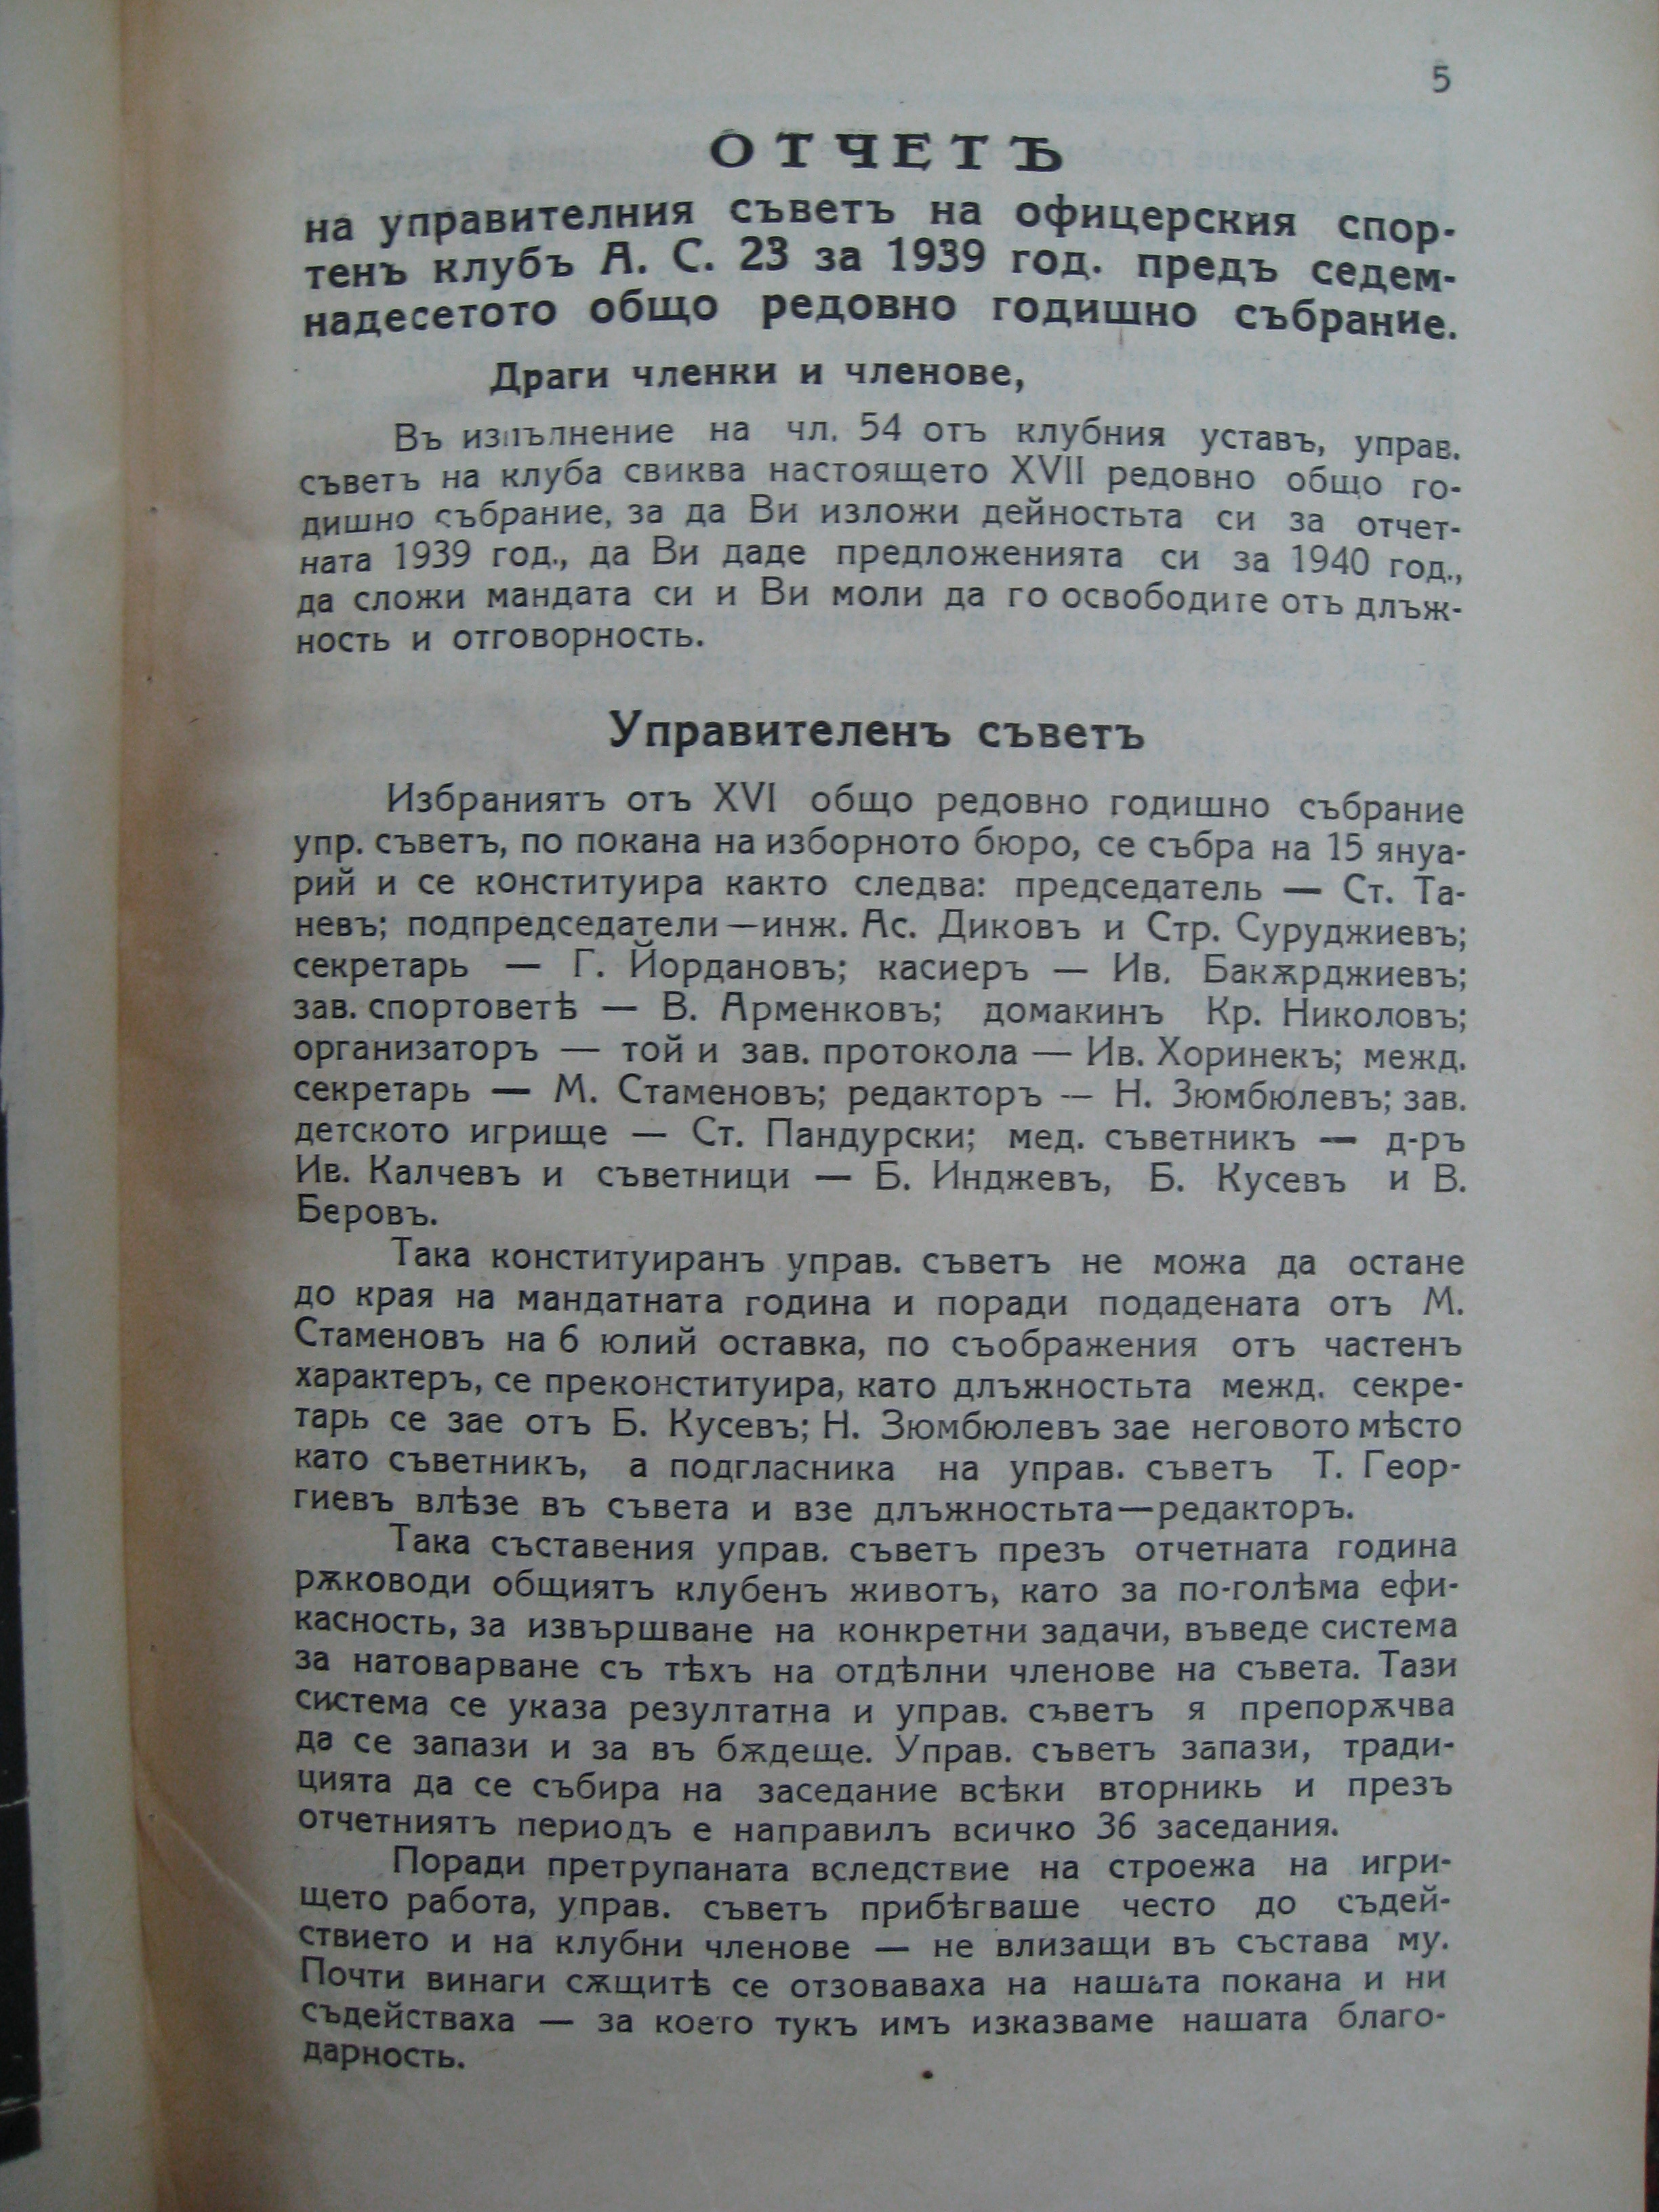 5
ОТЧЕТЪ
на управителния съветъ на офицерския спор-
тенъ клубъ А. С. 23 за 1939 год. предъ седем-
надесетото общо редовно годишно събрание.
Драги членки и членове,
Въ изпълнение на чл. 54 отъ клубния уставъ, управ.
съветъ на клуба свиква настоящето XVII редовно общо го-
дишно събрание, за да Ви изложи дейностьта си за отчет-
ната 1939 год., да Ви даде предложенията си за 1940 год.,
да сложи мандата си и Ви моли да го освободите отъ длъж-
ность и отговорность.
Управителенъ съветъ
Избраниятъ отъ XVI общо редовно годишно събрание
упр. съветъ, по покана на изборното бюро, се събра на 15 януа-
рий и се конституира както следва: председатель — Ст. Та-
невъ; подпредседатели—инж. Ас. Диковъ и Стр. Суруджиевъ;
секретарь — Г. Йордановъ; касиеръ — Ив. Бакѫрджиевъ;
зав. спортоветѣ — В. Арменковъ; домакинъ Кр. Николовъ;
организаторъ — той и зав. протокола — Ив. Хоринекъ; межд.
секретарь — М. Стаменовъ; редакторъ — Н. Зюмбюлевъ; зав.
детското игрище — Ст. Пандурски; мед. съветникъ — д-ръ
Ив. Калчевъ и съветници — Б. Инджевъ, Б. Кусевъ и В.
Беровъ.
Така конституиранъ управ. съветъ не можа да остане
до края на мандатната година и поради подадената отъ М.
Стаменовъ на 6 юлий оставка, по съображения отъ частенъ
характеръ, се преконституира, като длъжностьта межд. секре-
тарь се зае отъ Б. Кусевъ; Н. Зюмбюлевъ зае неговото мѣсто
като съветникъ, а подгласника на управ. съветъ Т. Геор-
гиевъ влѣзе въ съвета и взе длъжностьта—редакторъ.
Така съставения управ. съветъ презъ отчетната година
рѫководи общиятъ клубенъ животъ, като за по-голѣма ефи-
касность, за извършване на конкретни задачи, въведе система
за натоварване съ тѣхъ на отдѣлни членове на съвета. Тази
система се указа резултатна и управ. съветъ я препорѫчва
да се запази и за въ бѫдеще. Управ. съветъ запази, тради-
цията да се събира на заседание всѣки вторникь и презъ
отчетниятъ периодъ е направилъ всичко 36 заседания.
Поради претрупаната вследствие на строежа на игри-
щето работа, управ. съветъ прибѣгваше често до съдей-
ствието и на клубни членове — не влизащи въ състава му.
Почти винаги сѫщитѣ се отзоваваха на нашата покана и ни
съдействаха — за което тукъ имъ изказваме нашата благо-
дарность.